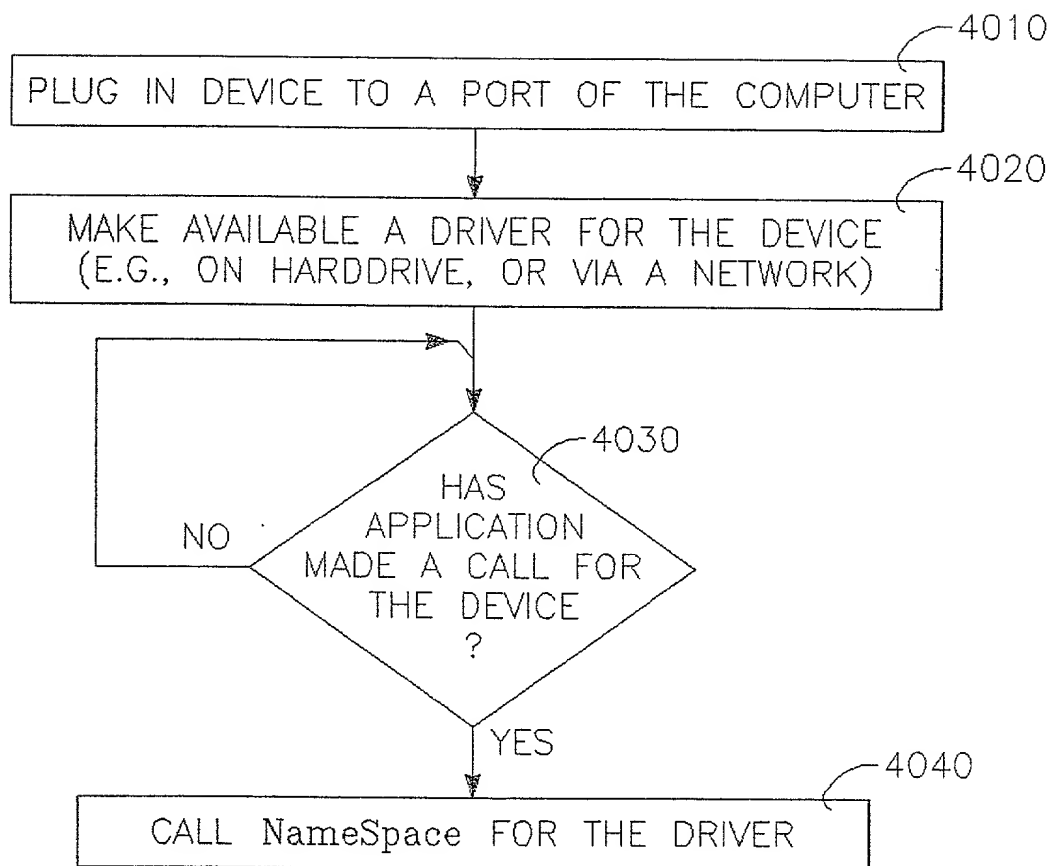 4010
PLUG IN DEVICE TO A PORT OF THE COMPUTER
4020
MAKE AVAILABLE A DRIVER FOR THE DEVICE
(E.G., ON HARDDRIVE, OR VIA A NETWORK)
4030
HAS
APPLICATION
MADE A CALL FOR
THE DEVICE
?
NO
YES
4040
CALL NameSpace FOR THE DRIVER